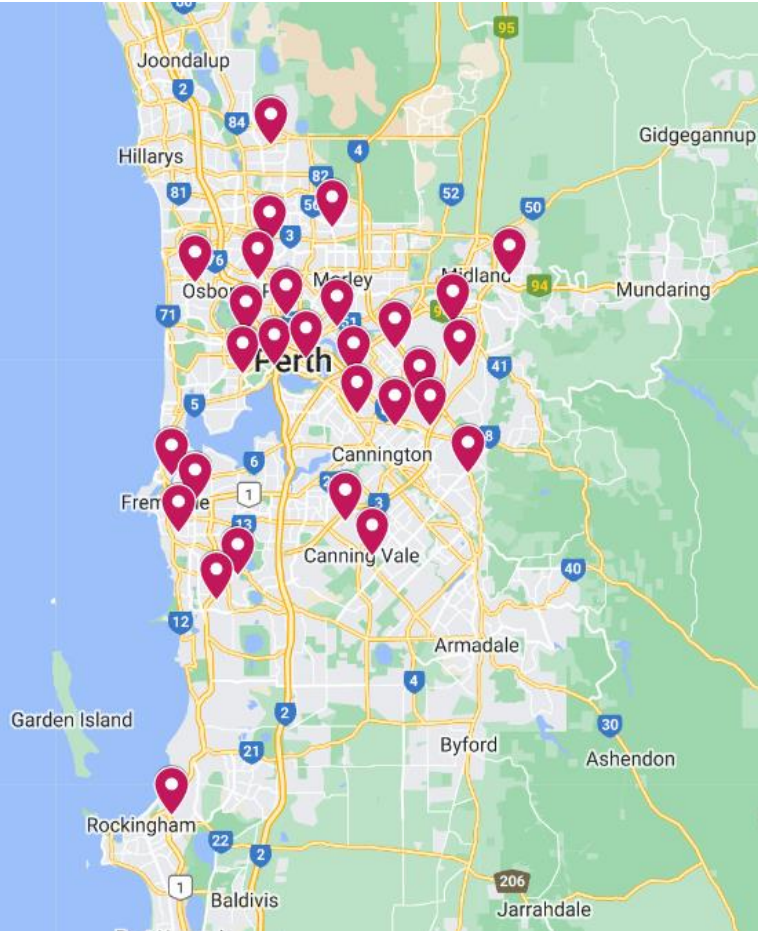 95
Joondalup
2
84
Gidgegannup
4
Hillarys
82
81
52
50
3
76
Morley
Midland
94
Mundaring
71
Perth
41
5
Cannington
6
1
3
13
Canning Vale
40
12
Armadale
4
Garden Island
2
30
Byford
21
Ashendon
Rockingham
22
2
206
1
Baldivis
Jarrahdale